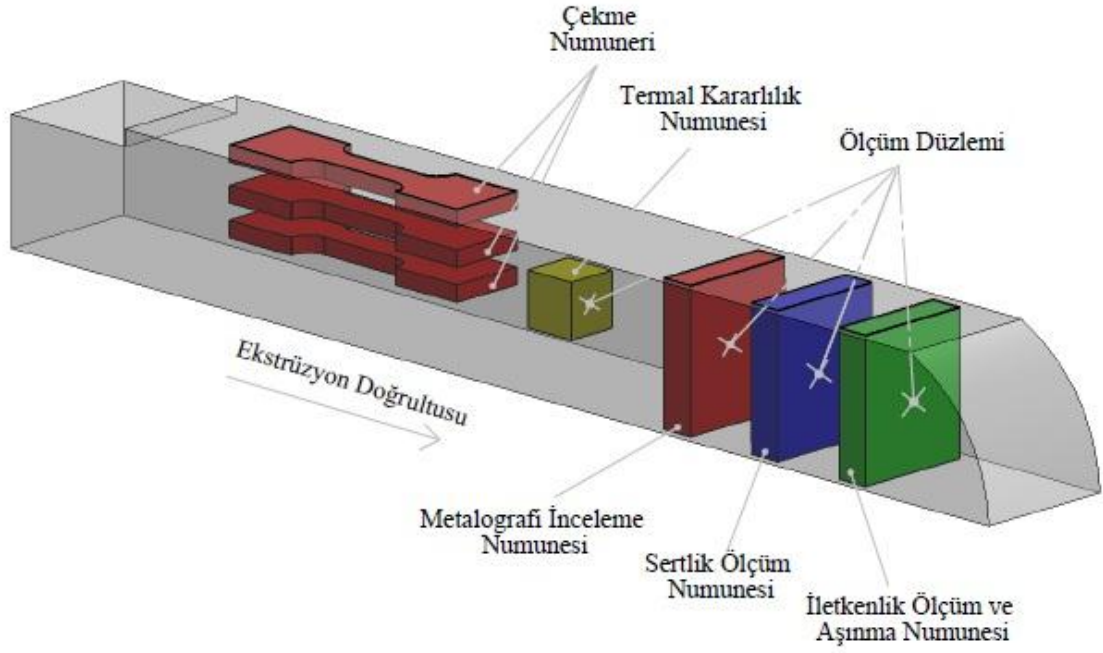 Çekme
Numuneri
Termal Kararlılık
Numunesi
Ölçüm Düzlemi
Ekstrüzyon Doğrultusu
Metalografi İnceleme
Numunesi
Sertlik Ölçüm
Numunesi
İletkenlik Ölçüm ve
Aşınma Numunesi